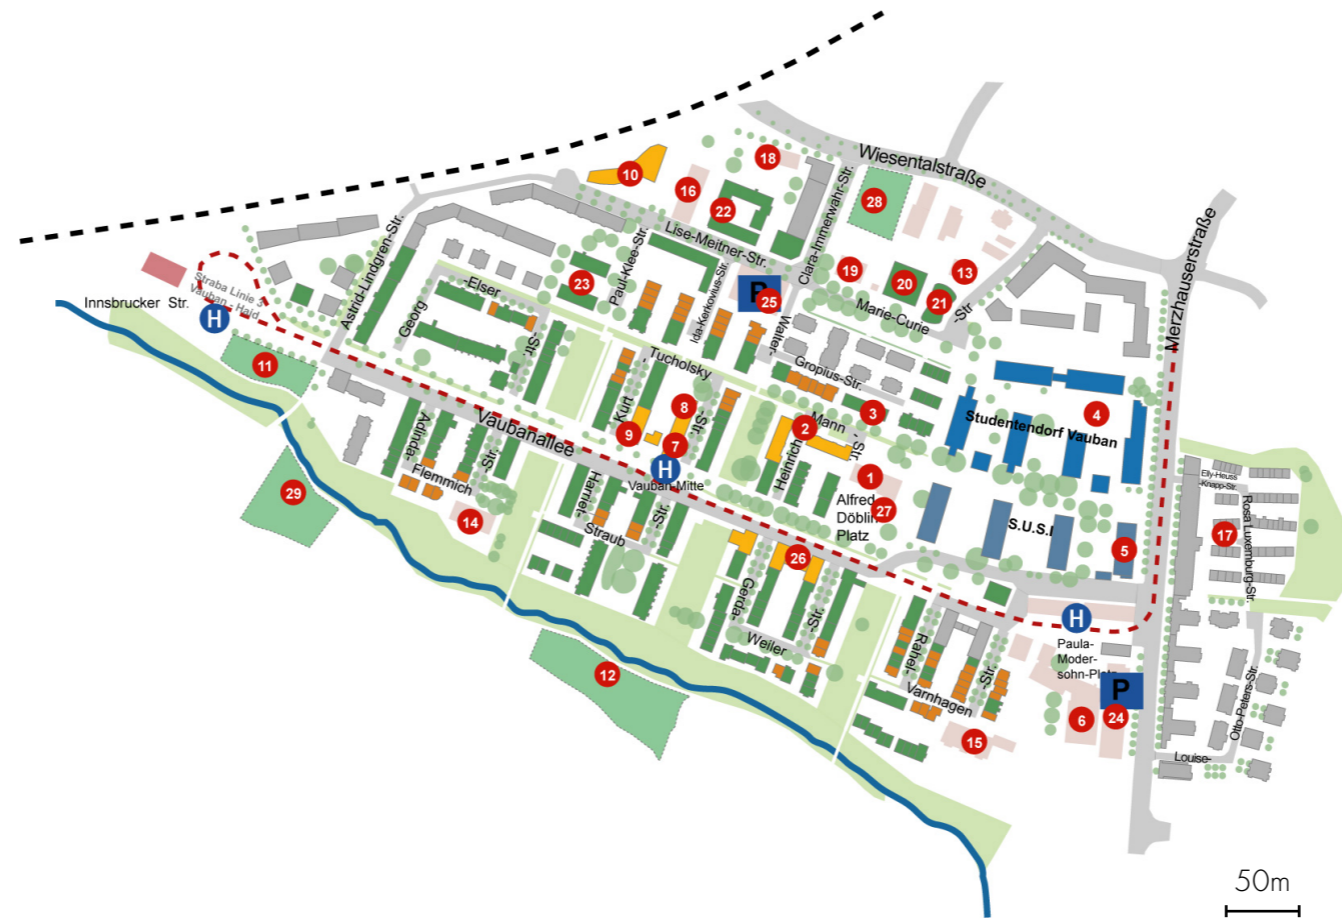 18
Wiesentalstraße
10
16
22
28
Lise-Meitner-Str.
Clara-Immerwahr-Str.
Merzhauserstraße
Astrid-Lindgren-Str.
Paul-Klee-Str.
Ida-Kerkovius-Str.
19
20
13
21
Straba Linie 3
Vauban - Haid
Innsbrucker Str.
H
23
P
25
Georg
-Elser
-Str.
Marie-Curie
-Str
Walter-
Gropius-Str.
Tucholsky
11
Vaubanallee
Kurt
-Str.
8
9
7
H
Vauban-Mitte
2
Mann
-Str.
3
Heinrich
4
Studentendorf Vauban
1
Alfred-
Döblin
Platz
27
S.U.S.I
5
Elly-Heuss
-Knapp-Str.
Rosa Luxemburg-Str.
17
Adinda-
Flemmich
-Str.
14
29
Harriet-
Straub
-Str.
26
Gerda-
Weiler
-Str.
12
Rahel-
Varnhagen
-Str.
15
H
Paula-
Moder-
sohn-Platz
P
6
24
Otto-Peters-Str.
Louise-
50m